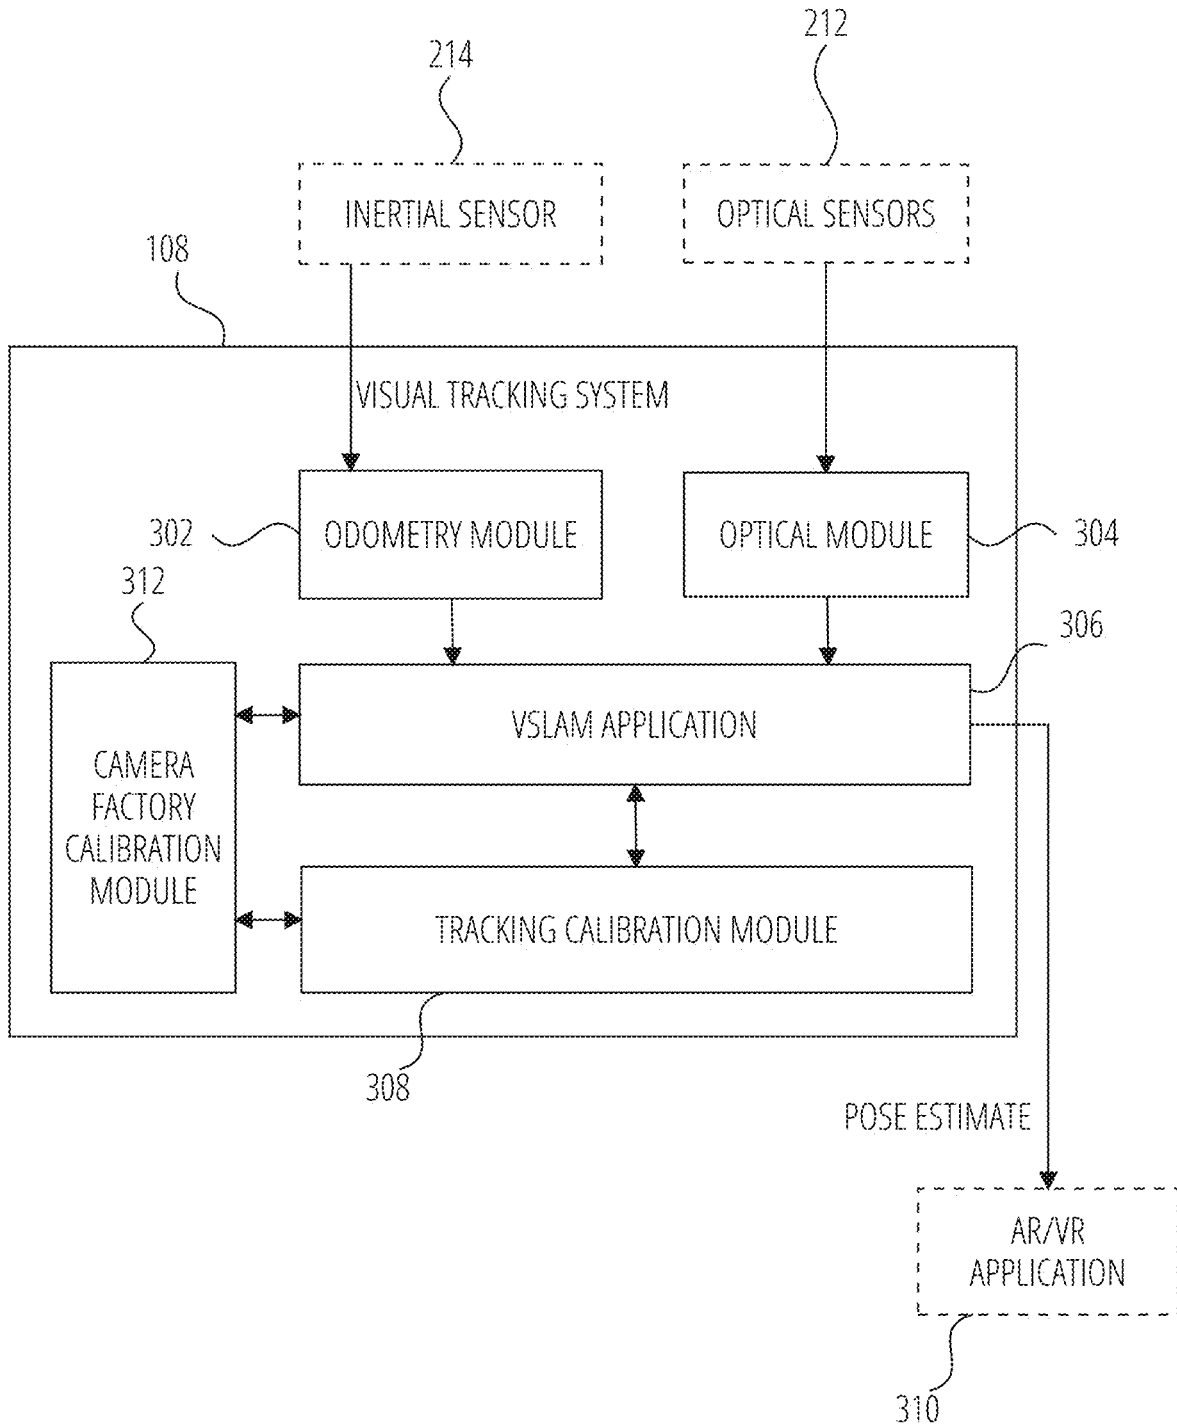 212
214
INERTIAL SENSOR
OPTICAL SENSORS
108
VISUAL TRACKING SYSTEM
302
ODOMETRY MODULE
OPTICAL MODULE
304
312
306
VSLAM APPLICATION
CAMERA
FACTORY
CALIBRATION
MODULE
TRACKING CALIBRATION MODULE
308
POSE ESTIMATE
AR/VR
APPLICATION
310